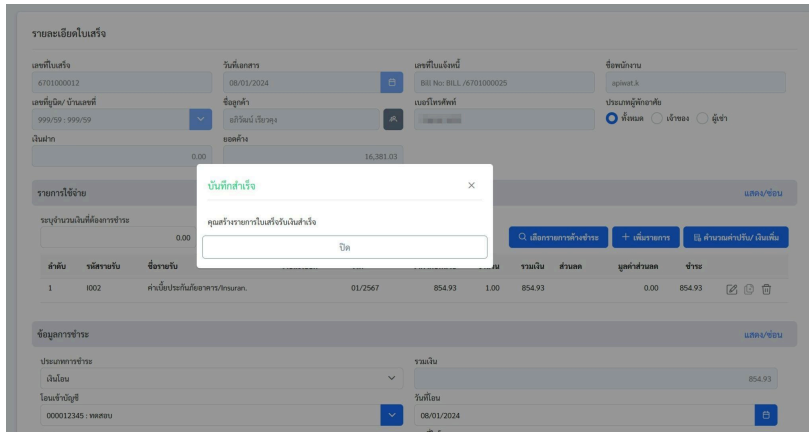 รายละเอียดใบเสร็จ
เลขที่ใบเสร็จ วันที่เอกสาร เลขที่ใบแจ้งหนี้ ชื่อพนักงาน
6701000012 08/01/2024 Bill No: BILL /6701000025 apiwat.k
เลขที่ยูนิต/ บ้านเลขที่ ชื่อลูกค้า เบอร์โทรศัพท์ ประเภทผู้พักอาศัย
999/59 : 999/59 อภิวัฒน์ เรียวคุง ทั้งหมด เจ้าของ ผู้เช่า
เงินฝาก ยอดค้าง
0.00 16,381.03
บันทึกสำเร็จ ×
รายการใช้จ่าย แสดง/ซ่อน
ระบุจำนวนเงินที่ต้องการชำระ คุณสร้างรายการใบเสร็จรับเงินสำเร็จ
0.00 ปิด เลือกรายการค้างชำระ + เพิ่มรายการ คำนวณค่าปรับ/ เงินเพิ่ม
ลำดับ รหัสรายรับ ชื่อรายรับ รวมเงิน ส่วนลด มูลค่าส่วนลด ชำระ
1 I002 ค่าเบี้ยประกันภัยอาคาร/Insuran. 01/2567 854.93 1.00 854.93 0.00 854.93
ข้อมูลการชำระ แสดง/ซ่อน
ประเภทการชำระ รวมเงิน
เงินโอน 854.93
โอนเข้าบัญชี วันที่โอน
000012345 : ทดสอบ 08/01/2024